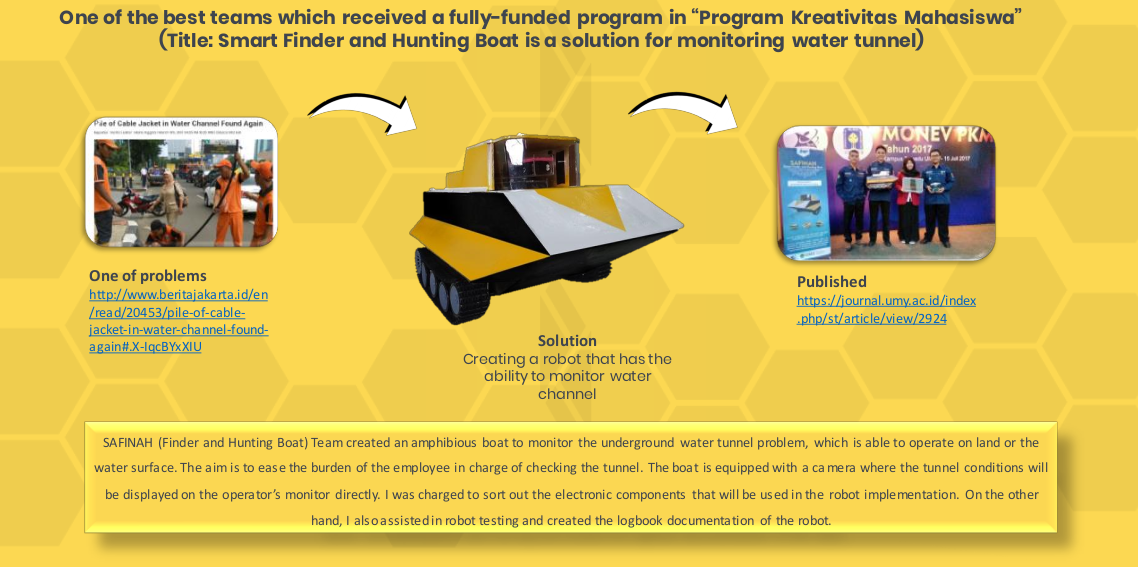 One of the best teams which received a fully-funded program in “Program Kreativitas Mahasiswa”
(Title: Smart Finder and Hunting Boat is a solution for monitoring water tunnel)
Pile of Cable Jacket in Water Channel Found Again
MONEV PKM
Tahun 2017
SAFINAH
One of problems
http://www.beritajakarta.id/en
/read/20453/pile-of-cable-
jacket-in-water-channel-found-
again#.X-IqcBYxXIU
Published
https://journal.umy.ac.id/index
.php/st/article/view/2924
Solution
Creating a robot that has the
ability to monitor water
channel
SAFINAH (Finder and Hunting Boat) Team created an amphibious boat to monitor the underground water tunnel problem, which is able to operate on land or the
water surface. The aim is to ease the burden of the employee in charge of checking the tunnel. The boat is equipped with a camera where the tunnel conditions will
be displayed on the operator’s monitor directly. I was charged to sort out the electronic components that will be used in the robot implementation. On the other
hand, I also assisted in robot testing and created the logbook documentation of the robot.